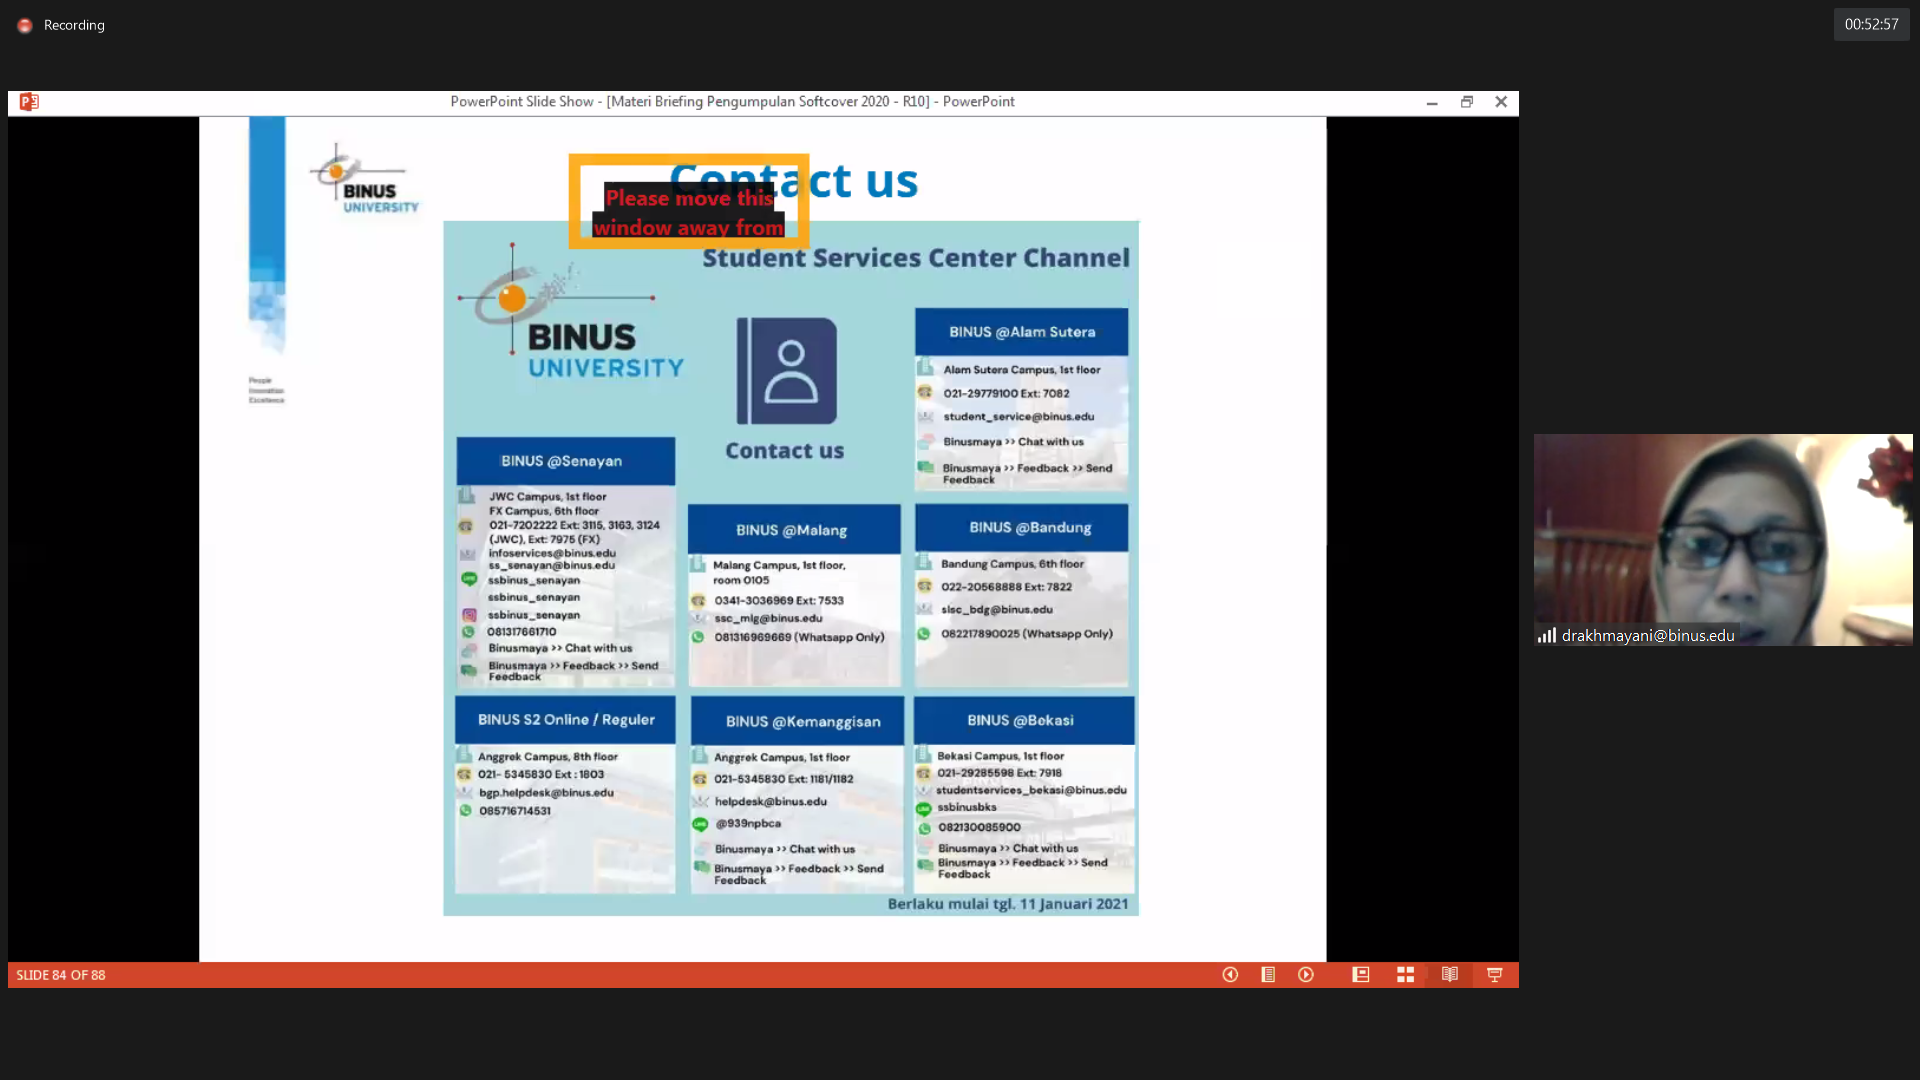 Recording
00:52:57
PowerPoint Slide Show - [Materi Briefing Pengumpulan Softcover 2020 - R10] - PowerPoint
BINUS
UNIVERSITY
People
Innovation
Excellence
Contact us
Please move this
window away from
Student Services Center Channel
BINUS
UNIVERSITY
Contact us
BINUS @Alam Sutera
Alam Sutera Campus, 1st floor
021-29779100 Ext: 7082
student_service@binus.edu
Binusmaya >> Chat with us
Binusmaya >> Feedback >> Send
Feedback
BINUS @Senayan
JWC Campus, 1st floor
FX Campus, 6th floor
021-7202222 Ext: 3115, 3163, 3124
(JWC), Ext: 7975 (FX)
infoservices@binus.edu
ss_senayan@binus.edu
ssbinus_senayan
ssbinus_senayan
ssbinus_senayan
081317661710
Binusmaya >> Chat with us
Binusmaya >> Feedback >> Send
Feedback
BINUS @Malang
Malang Campus, 1st floor,
room 0105
0341-3036969 Ext: 7533
ssc_mlg@binus.edu
081316969669 (Whatsapp Only)
BINUS @Bandung
Bandung Campus, 6th floor
022-20568888 Ext: 7822
slsc_bdg@binus.edu
082217890025 (Whatsapp Only)
BINUS S2 Online / Reguler
Anggrek Campus, 8th floor
021- 5345830 Ext : 1803
bgp.helpdesk@binus.edu
085716714531
BINUS @Kemanggisan
Anggrek Campus, 1st floor
021-5345830 Ext: 1181/1182
helpdesk@binus.edu
@939npbca
Binusmaya >> Chat with us
Binusmaya >> Feedback >> Send
Feedback
BINUS @Bekasi
Bekasi Campus, 1st floor
021-29285598 Ext: 7918
studentservices_bekasi@binus.edu
ssbinusbks
082130085900
Binusmaya >> Chat with us
Binusmaya >> Feedback >> Send
Feedback
Berlaku mulai tgl. 11 Januari 2021
SLIDE 84 OF 88
drakhmayani@binus.edu